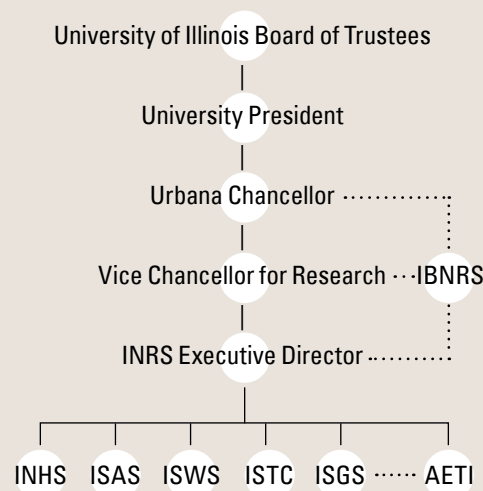 University of Illinois Board of Trustees
University President
Urbana Chancellor
Vice Chancellor for Research IBNRS
INRS Executive Director
INHS ISAS ISWS ISTC ISGS AETI